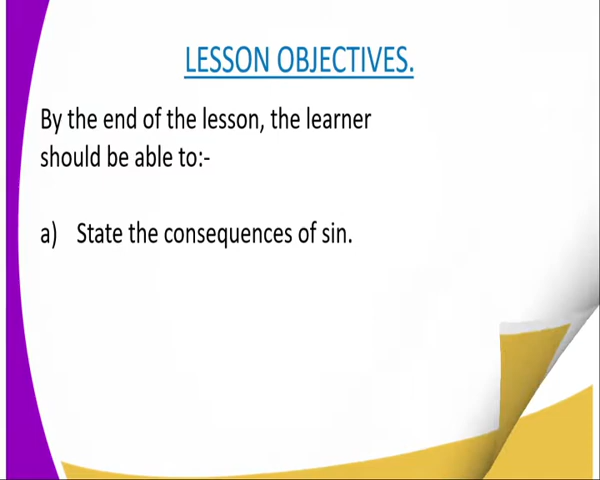 LESSON OBJECTIVES.
By the end of the lesson, the learner
should be able to:-
a) State the consequences of sin.